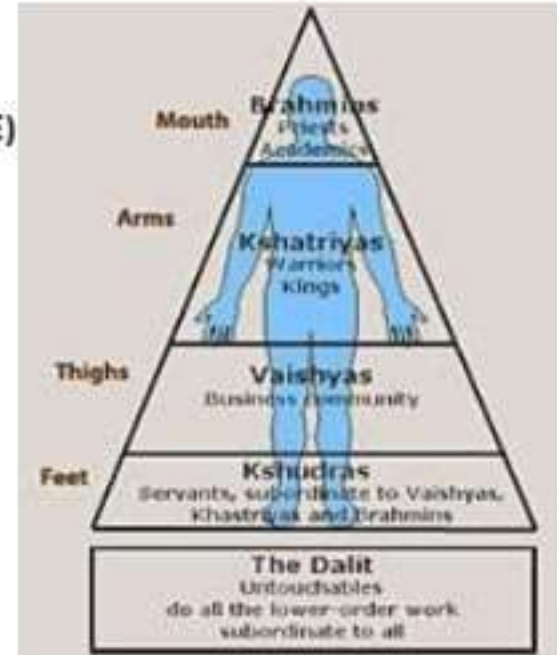 E)
Mouth
Brahmins
Priests
Academics
Arms
Kshatriyas
Warriors
Kings
Thighs
Vaishyas
Business community
Feet
Kshudras
Servants, subordinate to Vaishyas,
Khastriyas and Brahmins
The Dalit
Untouchables
do all the lower-order work
subordinate to all